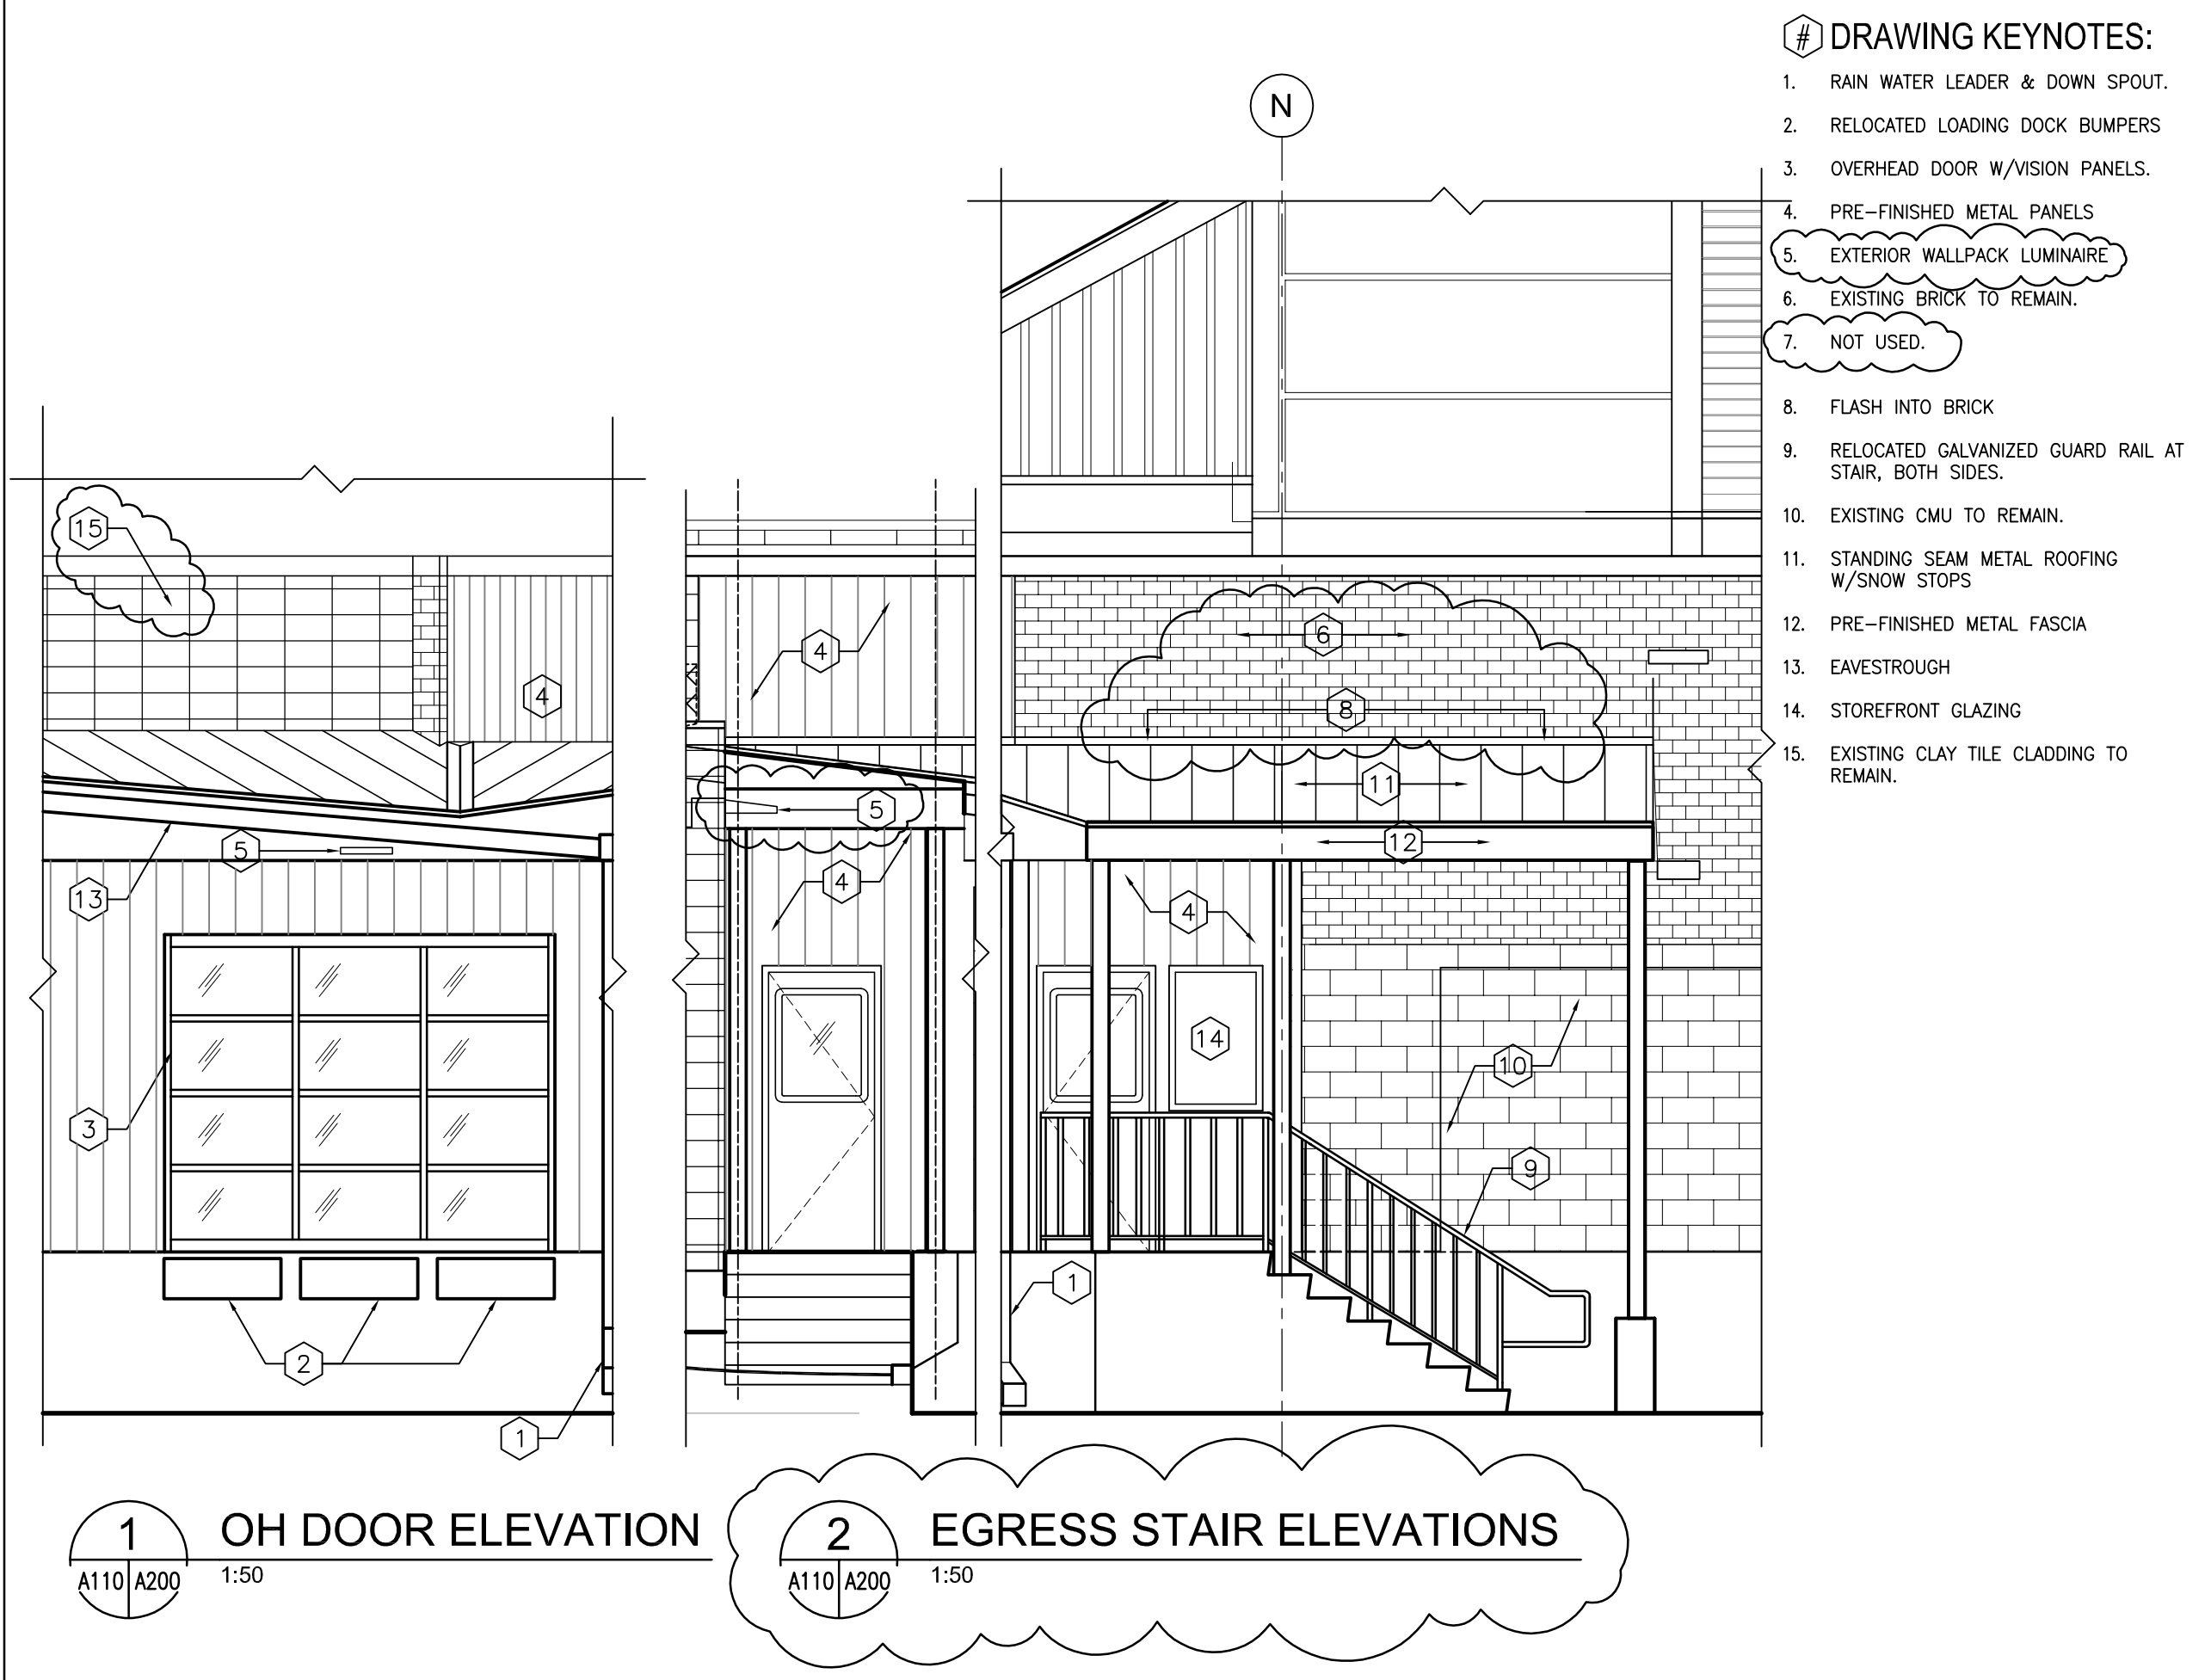 # DRAWING KEYNOTES:
1. RAIN WATER LEADER & DOWN SPOUT.
2. RELOCATED LOADING DOCK BUMPERS
3. OVERHEAD DOOR W/VISION PANELS.
4. PRE-FINISHED METAL PANELS
5. EXTERIOR WALLPACK LUMINAIRE
6. EXISTING BRICK TO REMAIN.
7. NOT USED.
8. FLASH INTO BRICK
9. RELOCATED GALVANIZED GUARD RAIL AT
STAIR, BOTH SIDES.
10. EXISTING CMU TO REMAIN.
11. STANDING SEAM METAL ROOFING
W/SNOW STOPS
12. PRE-FINISHED METAL FASCIA
13. EAVESTROUGH
14. STOREFRONT GLAZING
15. EXISTING CLAY TILE CLADDING TO
REMAIN.
N
15
4
5
13
3
2
1
4
5
4
6
8
11
12
4
14
10
9
1
1
A110 A200
OH DOOR ELEVATION
1:50
2
A110 A200
EGRESS STAIR ELEVATIONS
1:50